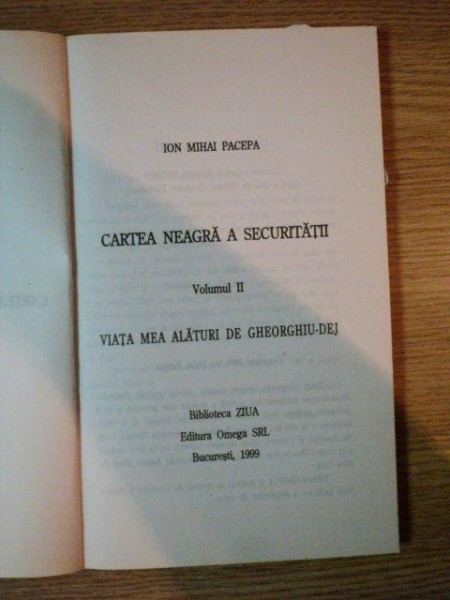 ION MIHAI PACEPA
CARTEA NEAGRĂ A SECURITĂȚII
Volumul II
VIAȚA MEA ALĂTURI DE GHEORGHIU-DEJ
Biblioteca ZIUA
Editura Omega SRL
București, 1999